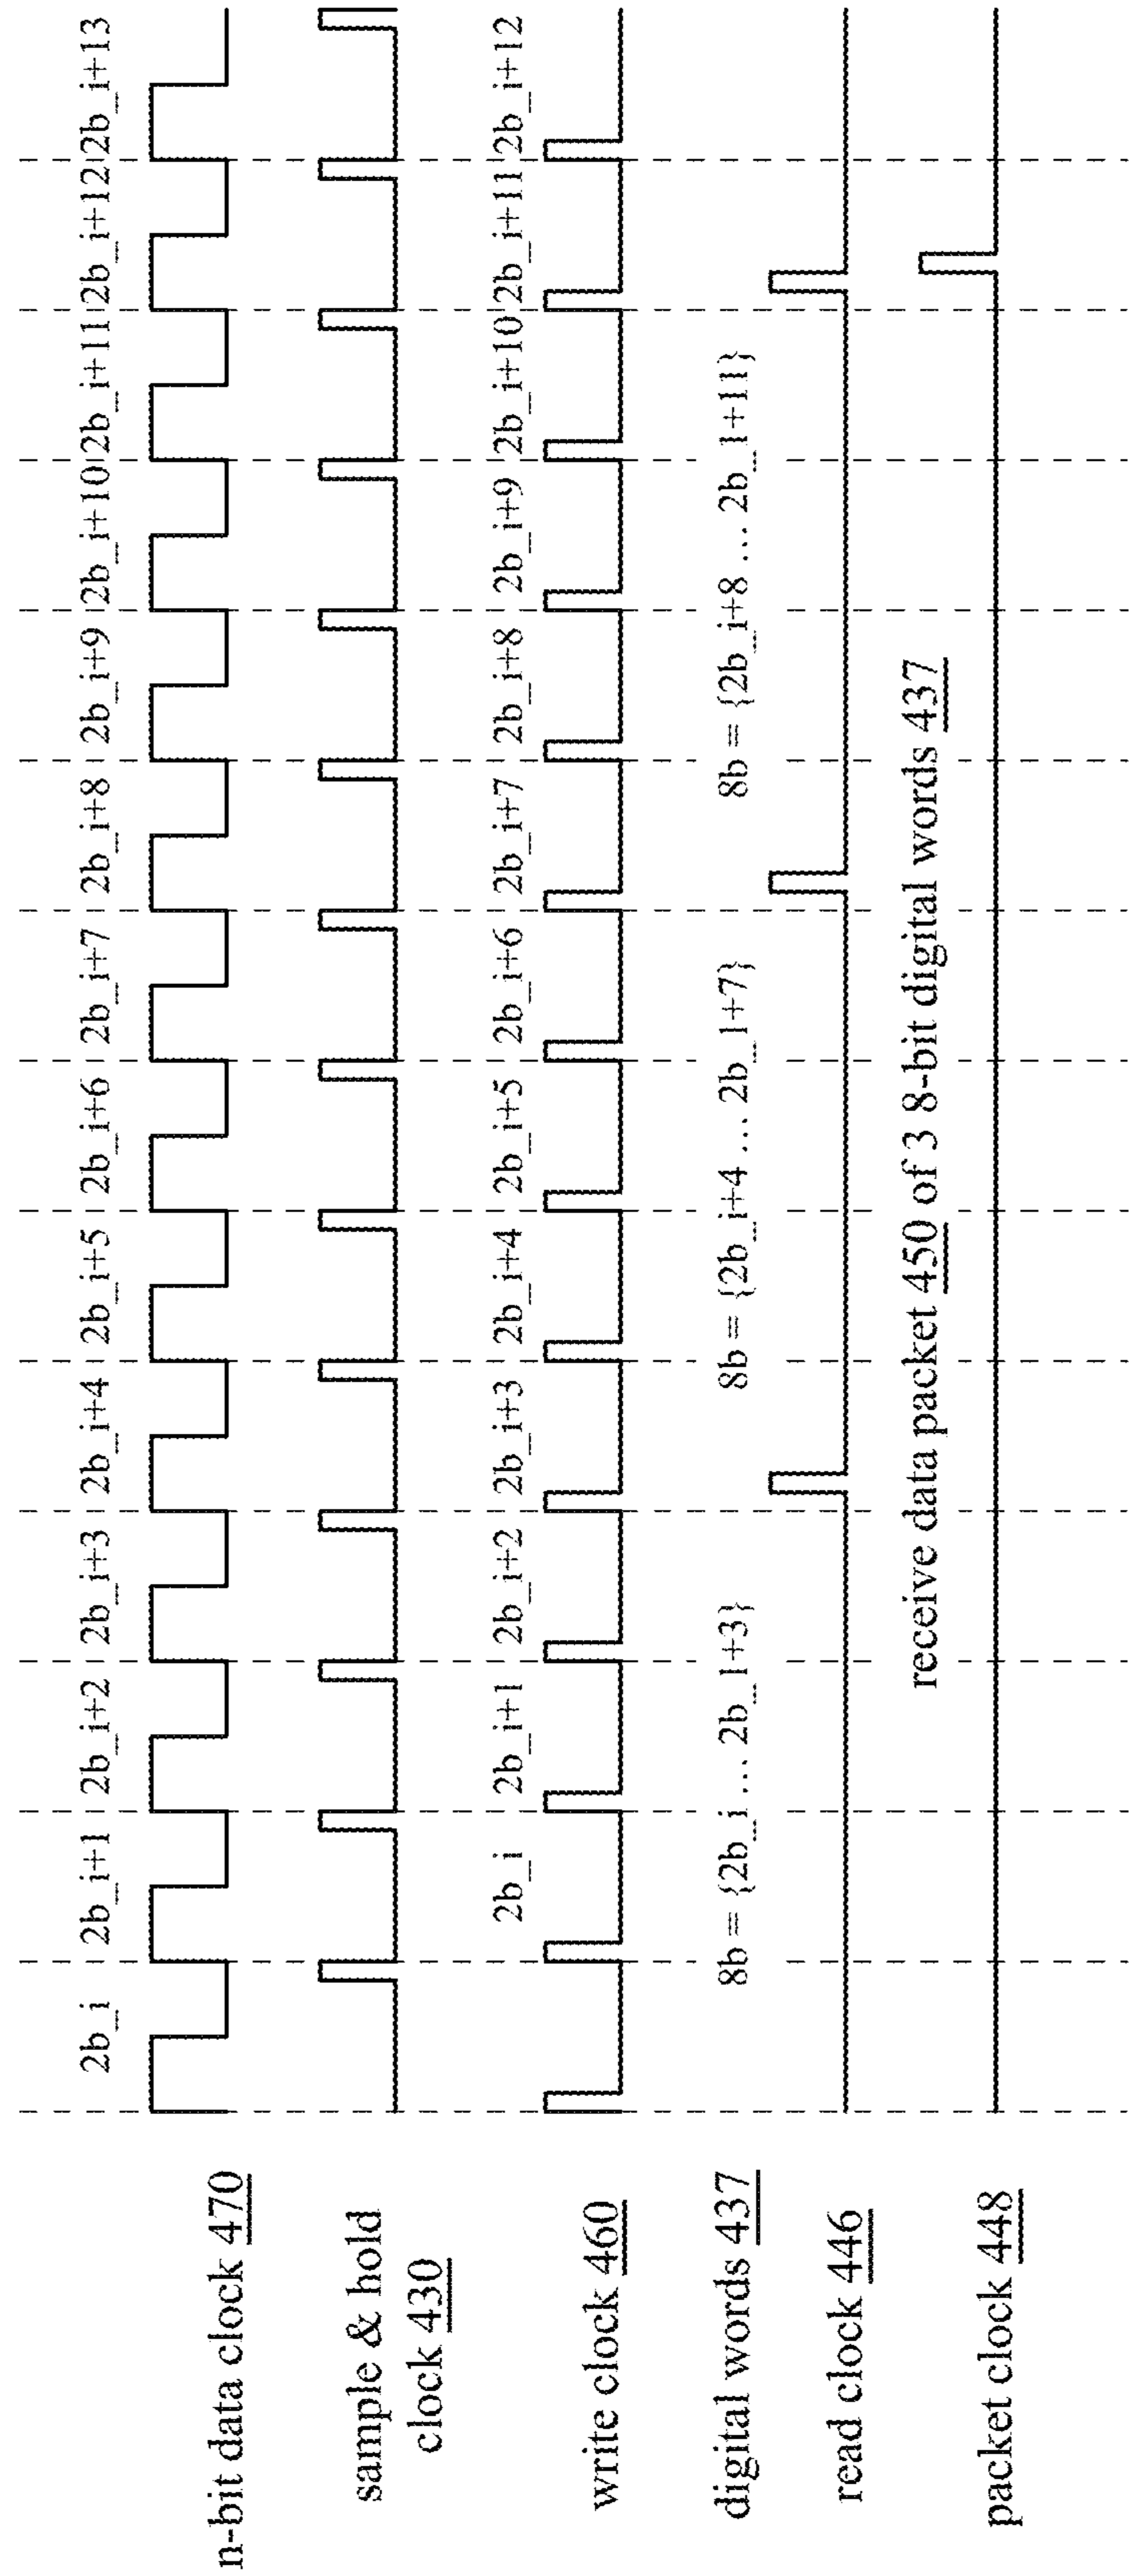 n-bit data clock 470
2b_i 2b_i+1 2b_i+2 2b_i+3 2b_i+4 2b_i+5 2b_i+6 2b_i+7 2b_i+8 2b_i+9 2b_i+10 2b_i+11 2b_i+12 2b_i+13
sample & hold
clock 430
2b_i 2b_i+1 2b_i+2 2b_i+3 2b_i+4 2b_i+5 2b_i+6 2b_i+7 2b_i+8 2b_i+9 2b_i+10 2b_i+11 2b_i+12
write clock 460
digital words 437
8b = {2b_i ... 2b_1+3} 8b = {2b_i+4 ... 2b_1+7} 8b = {2b_i+8 ... 2b_1+11}
read clock 446
receive data packet 450 of 3 8-bit digital words 437
packet clock 448